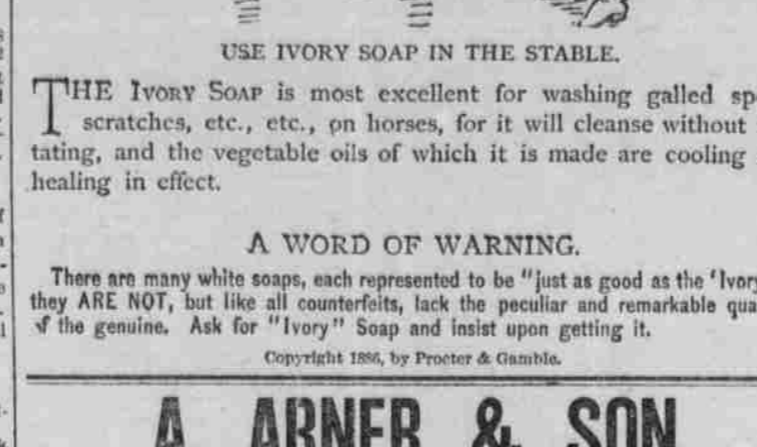 USE IVORY SOAP IN THE STABLE.
THE IVORY SOAP is most excellent for washing galled sp
scratches, etc., etc., on horses, for it will cleanse without
tating, and the vegetable oils of which it is made are cooling
healing in effect.
A WORD OF WARNING.
There are many white soaps, each represented to be "just as good as the 'Ivory
they ARE NOT, but like all counterfeits, lack the peculiar and remarkable qua
of the genuine. Ask for "Ivory" Soap and insist upon getting it.
Copyright 1886, by Procter & Gamble.
A. ARNER & SON